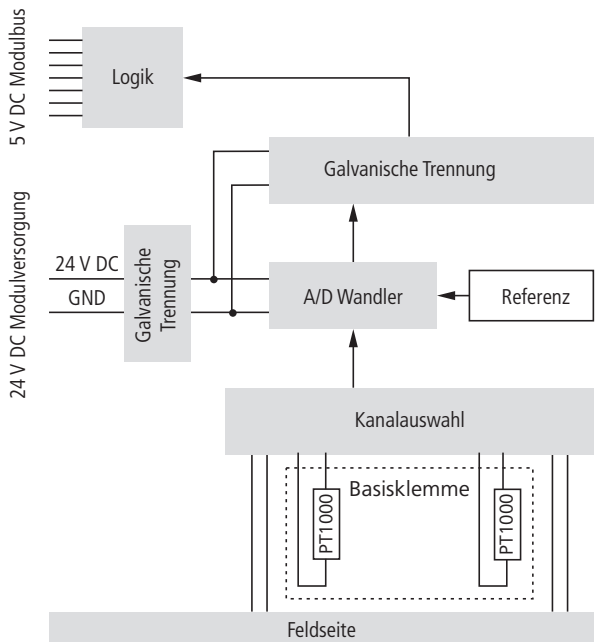 5 V DC Modulbus
Logik
Galvanische Trennung
24 V DC Modulversorgung
24 V DC
GND
Galvanische
Trennung
A/D Wandler
Referenz
Kanalauswahl
Basisklemme
PT1000
PT1000
Feldseite